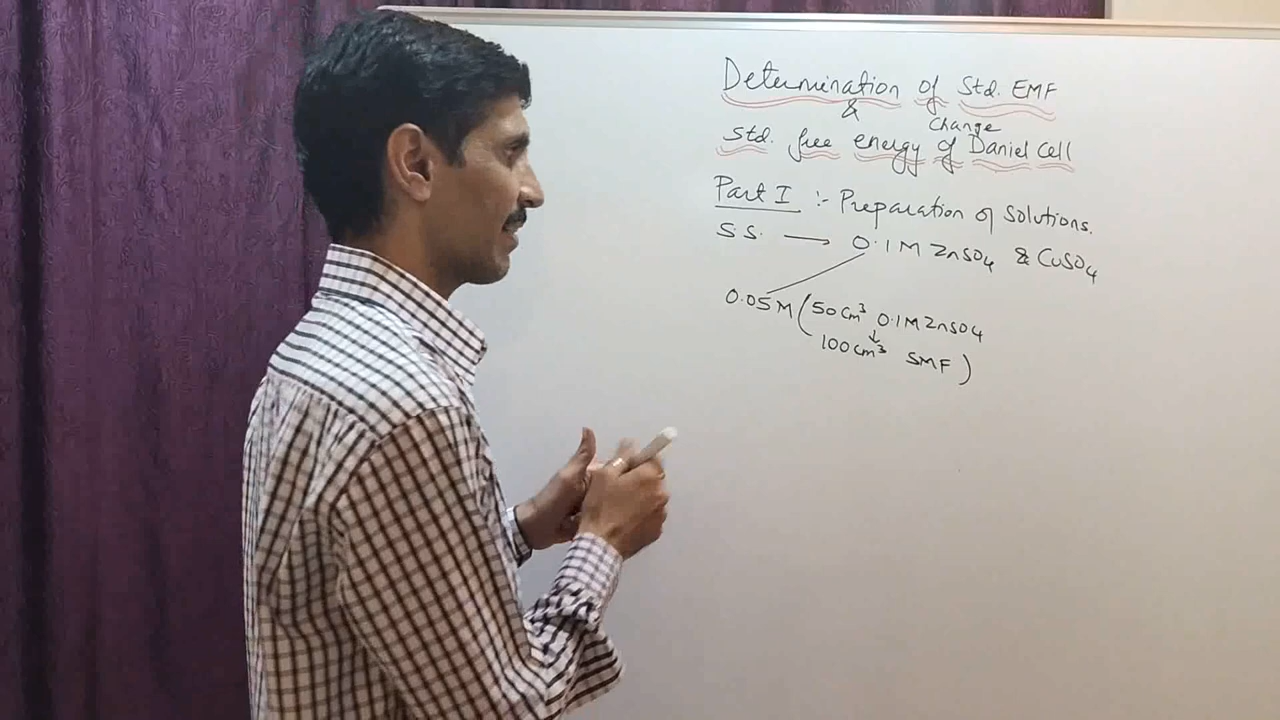 Determination of Std. EMF
&
Change
Std. free energy of Daniel Cell
Part I :- Preparation of Solutions.
S S. → 0.1 M ZnSO4 & CuSO4
0.05 M (50 cm³ 0.1 M ZnSO4
↓
100 cm³ SMF)